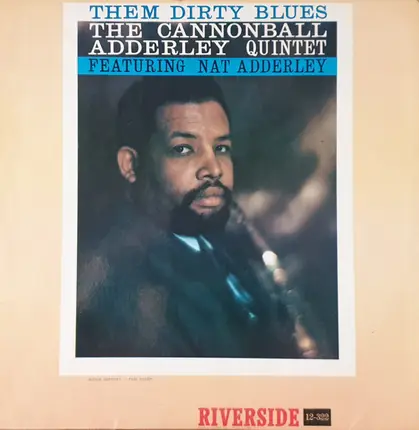 THEM DIRTY BLUES
THE CANNONBALL
ADDERLEY QUINTET
FEATURING NAT ADDERLEY
RIVERSIDE 12-322